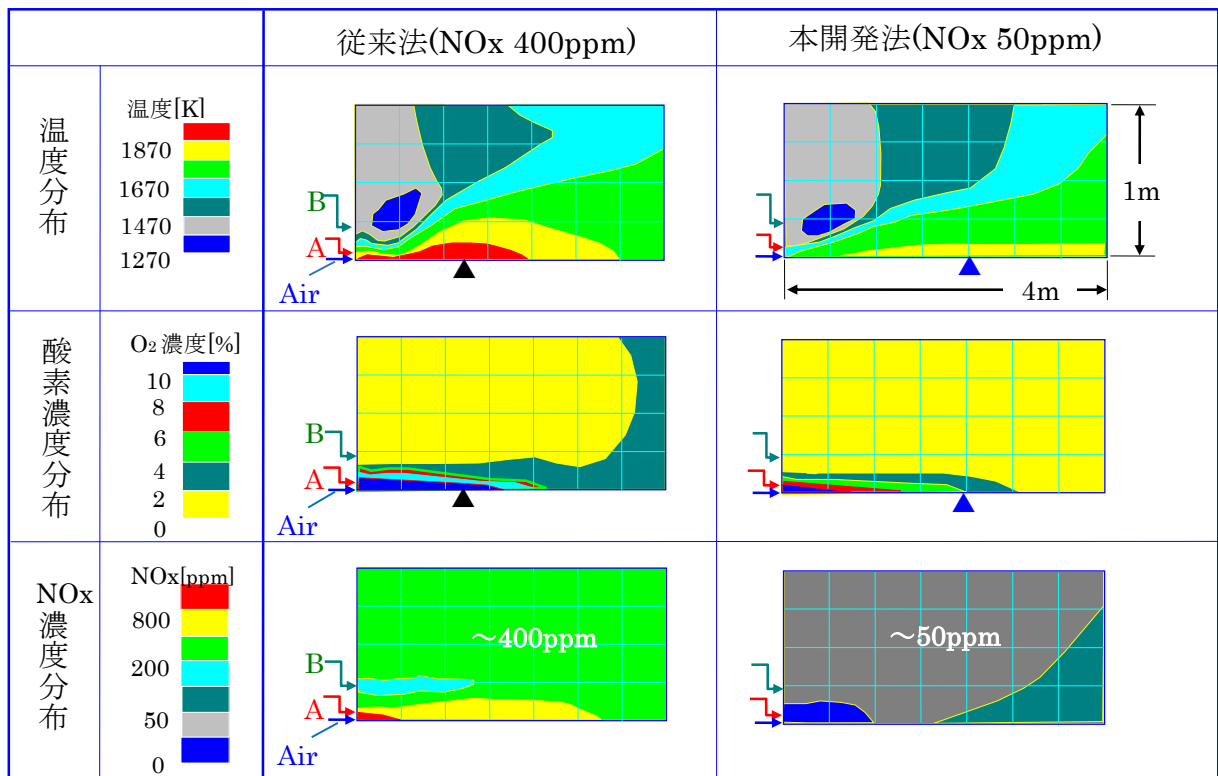 従来法(NOx 400ppm)
本開発法(NOx 50ppm)
温度分布
温度[K]
1870
1670
1470
1270
B
A
Air
1m
4m
酸素濃度分布
O₂ 濃度[%]
10
8
6
4
2
0
B
A
Air
NOx
濃度分布
NOx[ppm]
800
200
50
0
B
A
Air
～400ppm
～50ppm